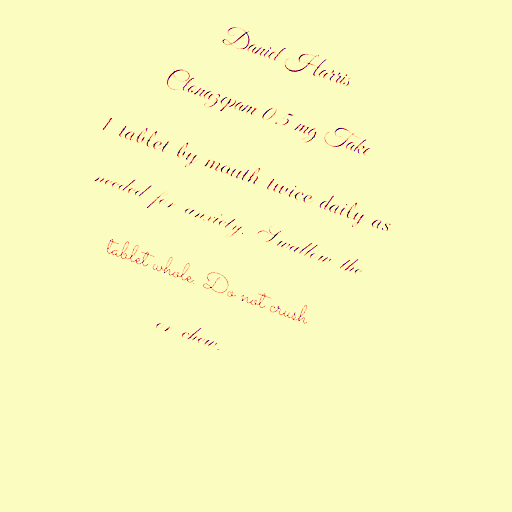 Daniel Harris
Clonazepam 0.5 mg Take
1 tablet by mouth twice daily as
needed for anxiety. Swallow the
tablet whole. Do not crush
or chew.